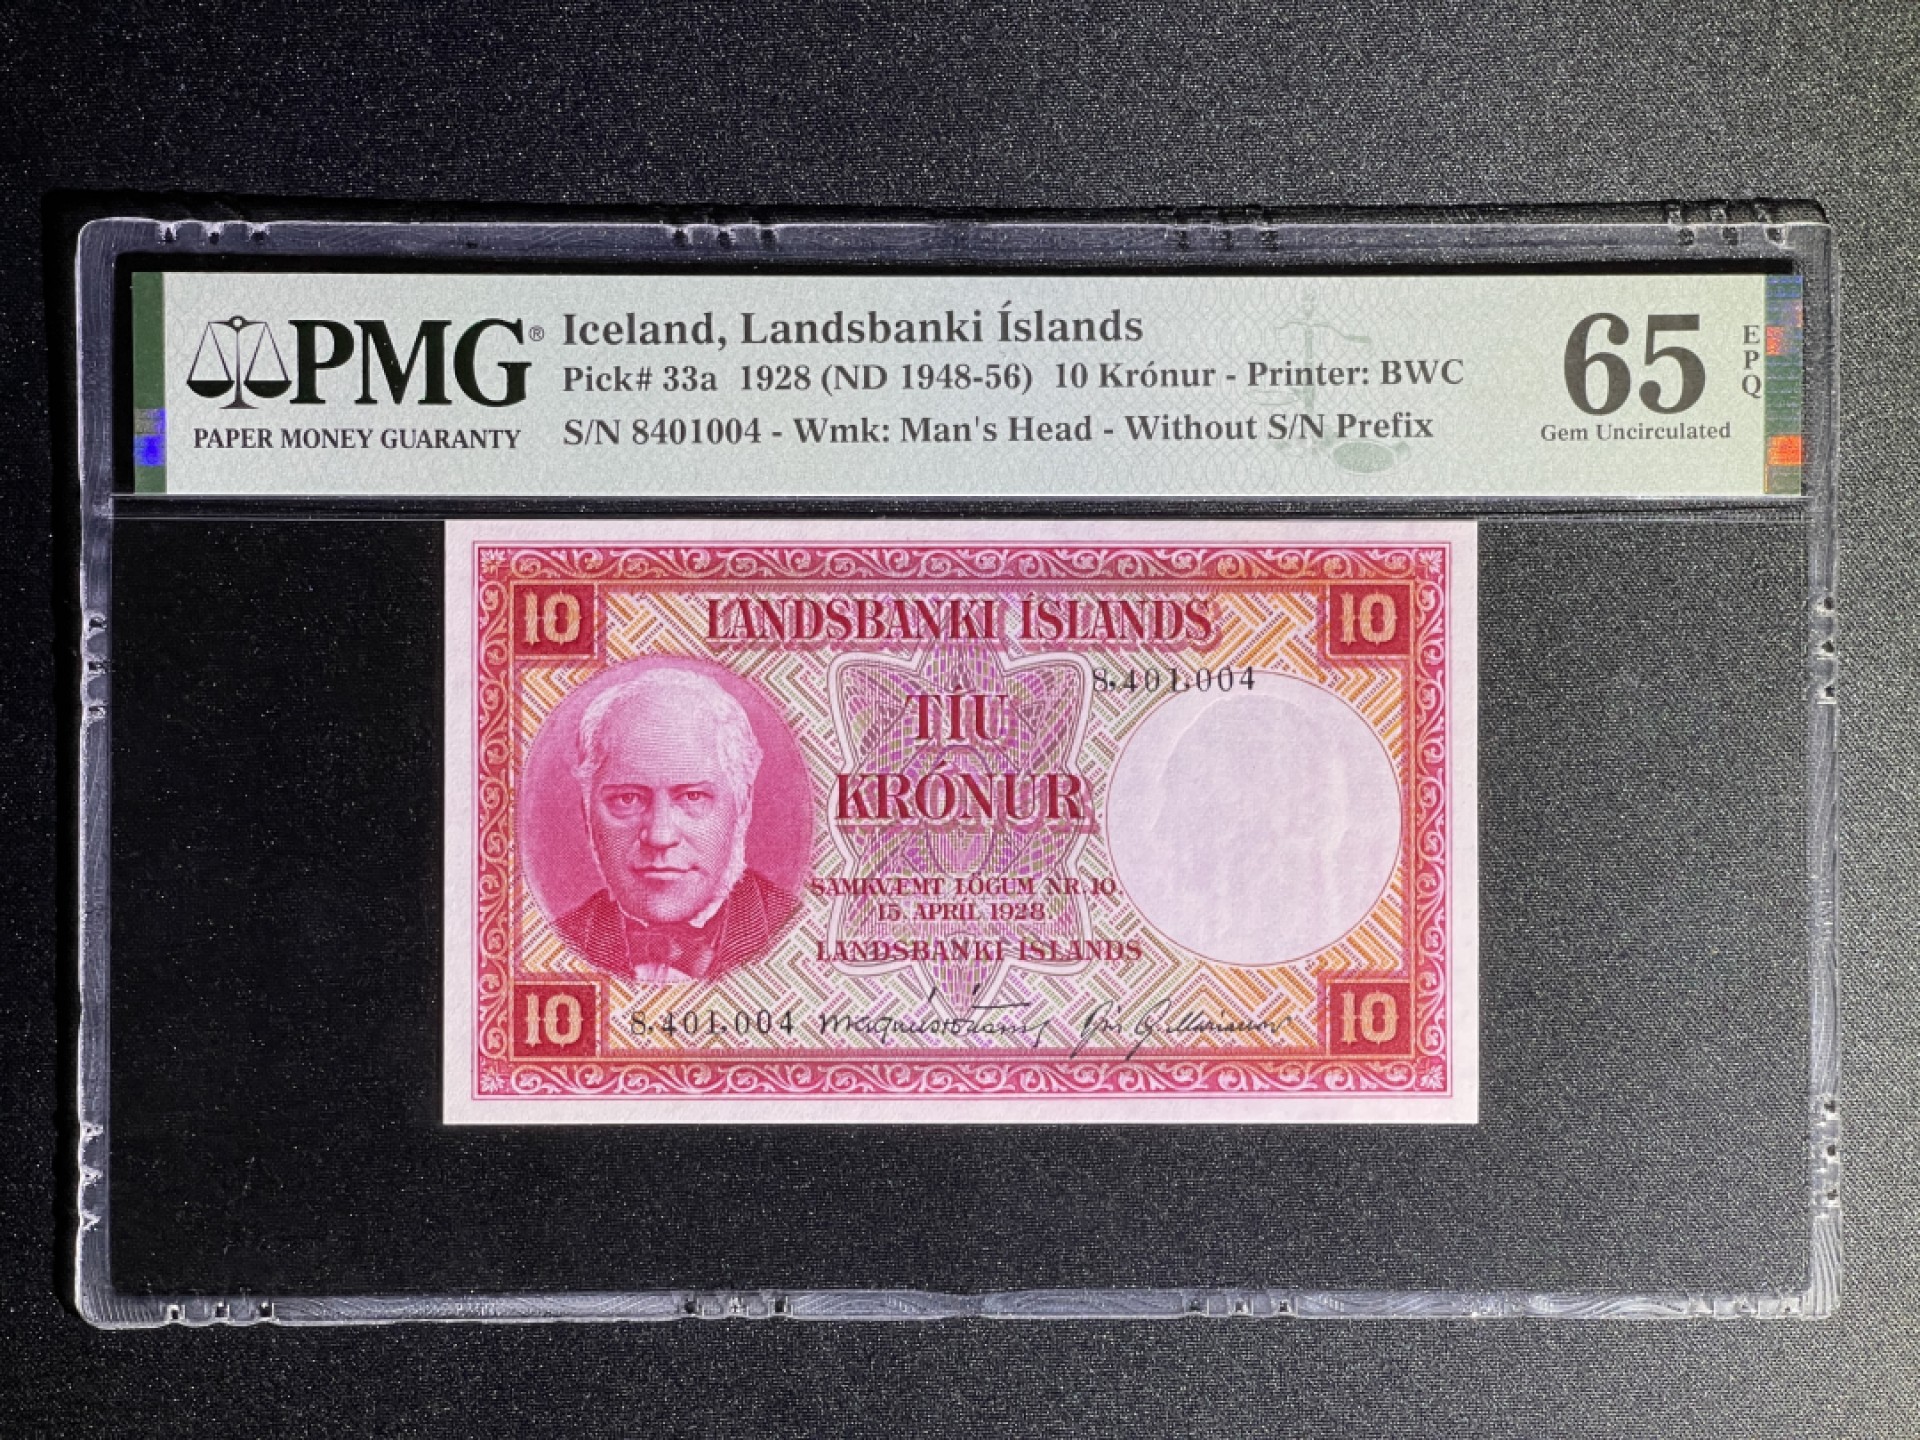 PMG®
PAPER MONEY GUARANTY
Iceland, Landsbanki Íslands
Pick# 33a 1928 (ND 1948-56) 10 Krónur - Printer: BWC
S/N 8401004 - Wmk: Man's Head - Without S/N Prefix
65
EPQ
Gem Uncirculated
10 LANDSBANKI ÍSLANDS 10
8,401,004
TÍU
KRÓNUR
SAMKVÆMT LÖGUM NR. 10,
15. APRÍL 1928
LANDSBANKI ÍSLANDS
10 8,401,004 10